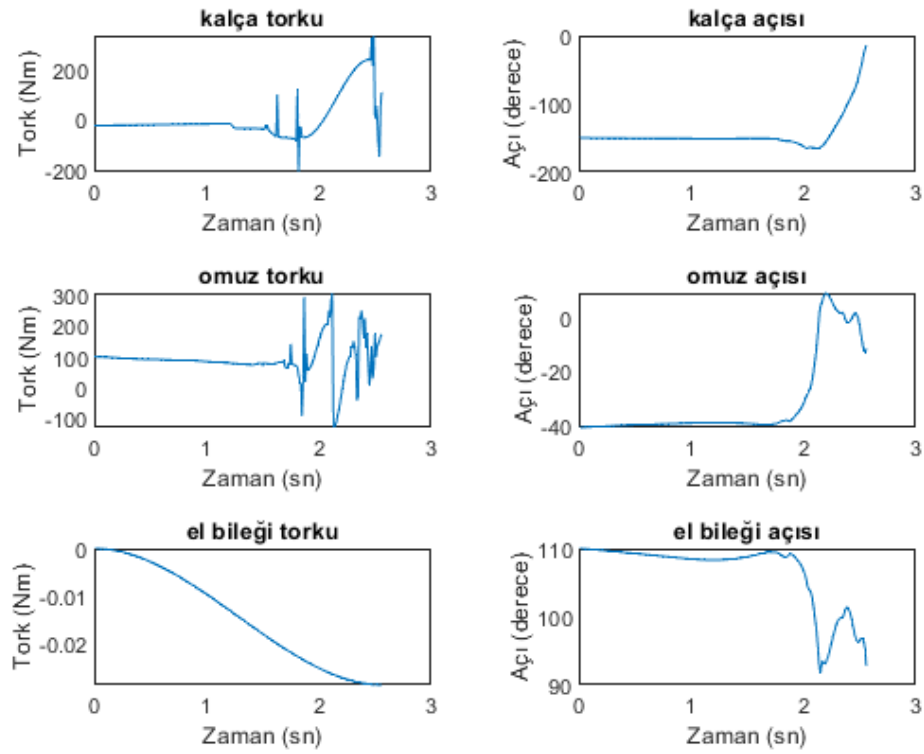 kalça torku
Tork (Nm)
200
0
-200
0 1 2 3
Zaman (sn)
kalça açısı
Açı (derece)
0
-100
-200
0 1 2 3
Zaman (sn)
omuz torku
Tork (Nm)
300
200
100
0
-100
0 1 2 3
Zaman (sn)
omuz açısı
Açı (derece)
0
-20
-40
0 1 2 3
Zaman (sn)
el bileği torku
Tork (Nm)
0
-0.01
-0.02
0 1 2 3
Zaman (sn)
el bileği açısı
Açı (derece)
110
100
90
0 1 2 3
Zaman (sn)